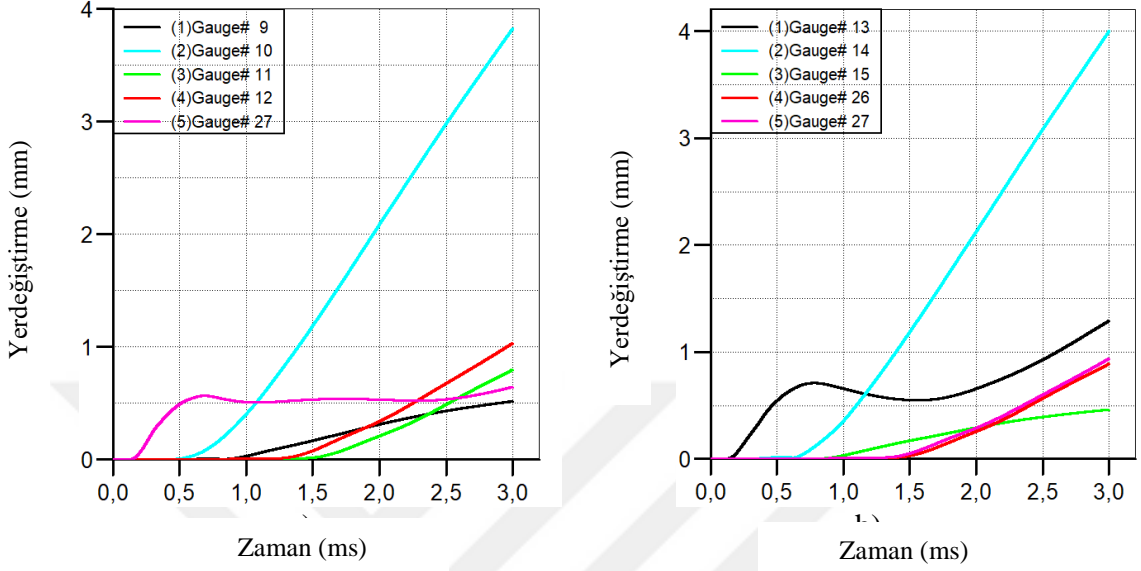 (1)Gauge# 9
(2)Gauge# 10
(3)Gauge# 11
(4)Gauge# 12
(5)Gauge# 27
4
3
2
1
0
0,0 0,5 1,0 1,5 2,0 2,5 3,0
Yerdeğiştirme (mm)
Zaman (ms)
(1)Gauge# 13
(2)Gauge# 14
(3)Gauge# 15
(4)Gauge# 26
(5)Gauge# 27
4
3
2
1
0
0,0 0,5 1,0 1,5 2,0 2,5 3,0
Yerdeğiştirme (mm)
Zaman (ms)